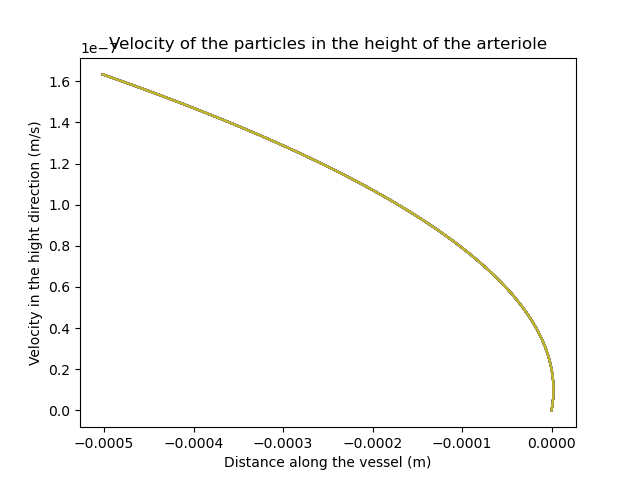 Velocity of the particles in the height of the arteriole
1e−7
1.6
1.4
1.2
1.0
0.8
0.6
0.4
0.2
0.0
Velocity in the hight direction (m/s)
−0.0005 −0.0004 −0.0003 −0.0002 −0.0001 0.0000
Distance along the vessel (m)